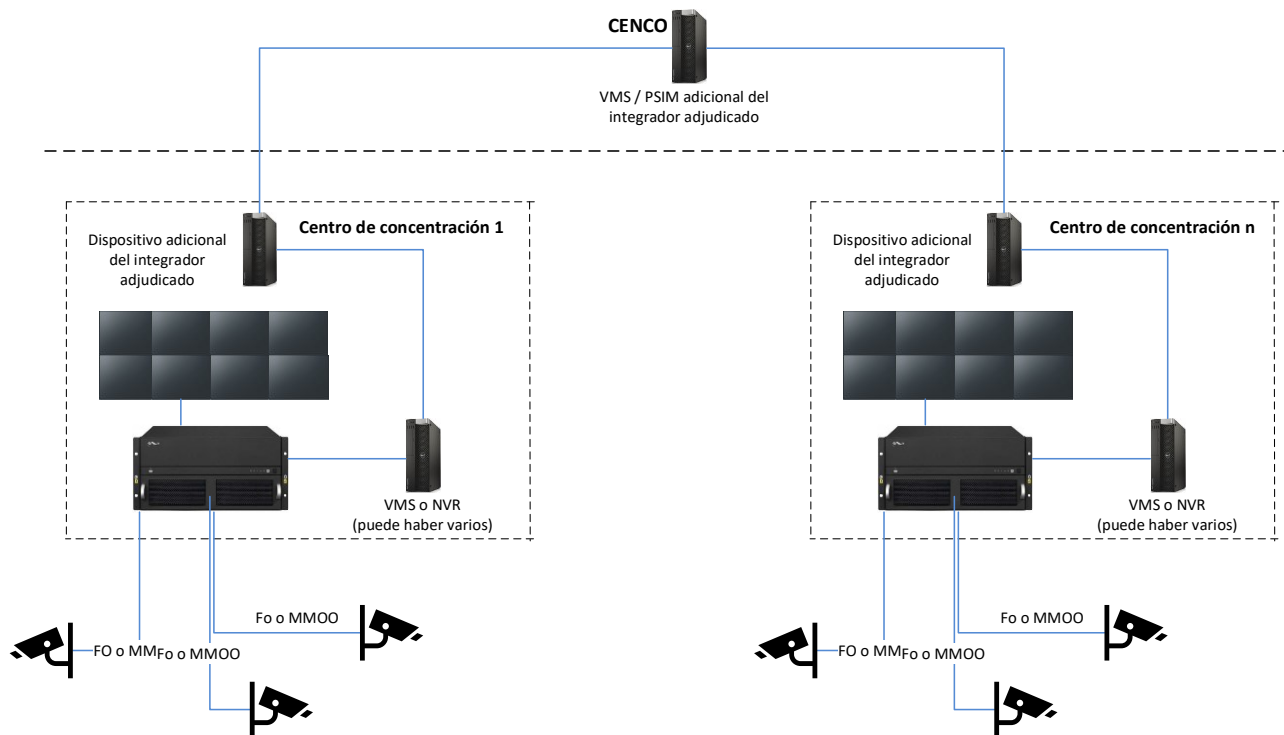 CENCO
VMS / PSIM adicional del
integrador adjudicado
Centro de concentración 1
Dispositivo adicional
del integrador
adjudicado
VMS o NVR
(puede haber varios)
Fo o MMOO
FO o MM
Fo o MMOO
Centro de concentración n
Dispositivo adicional
del integrador
adjudicado
VMS o NVR
(puede haber varios)
Fo o MMOO
FO o MM
Fo o MMOO